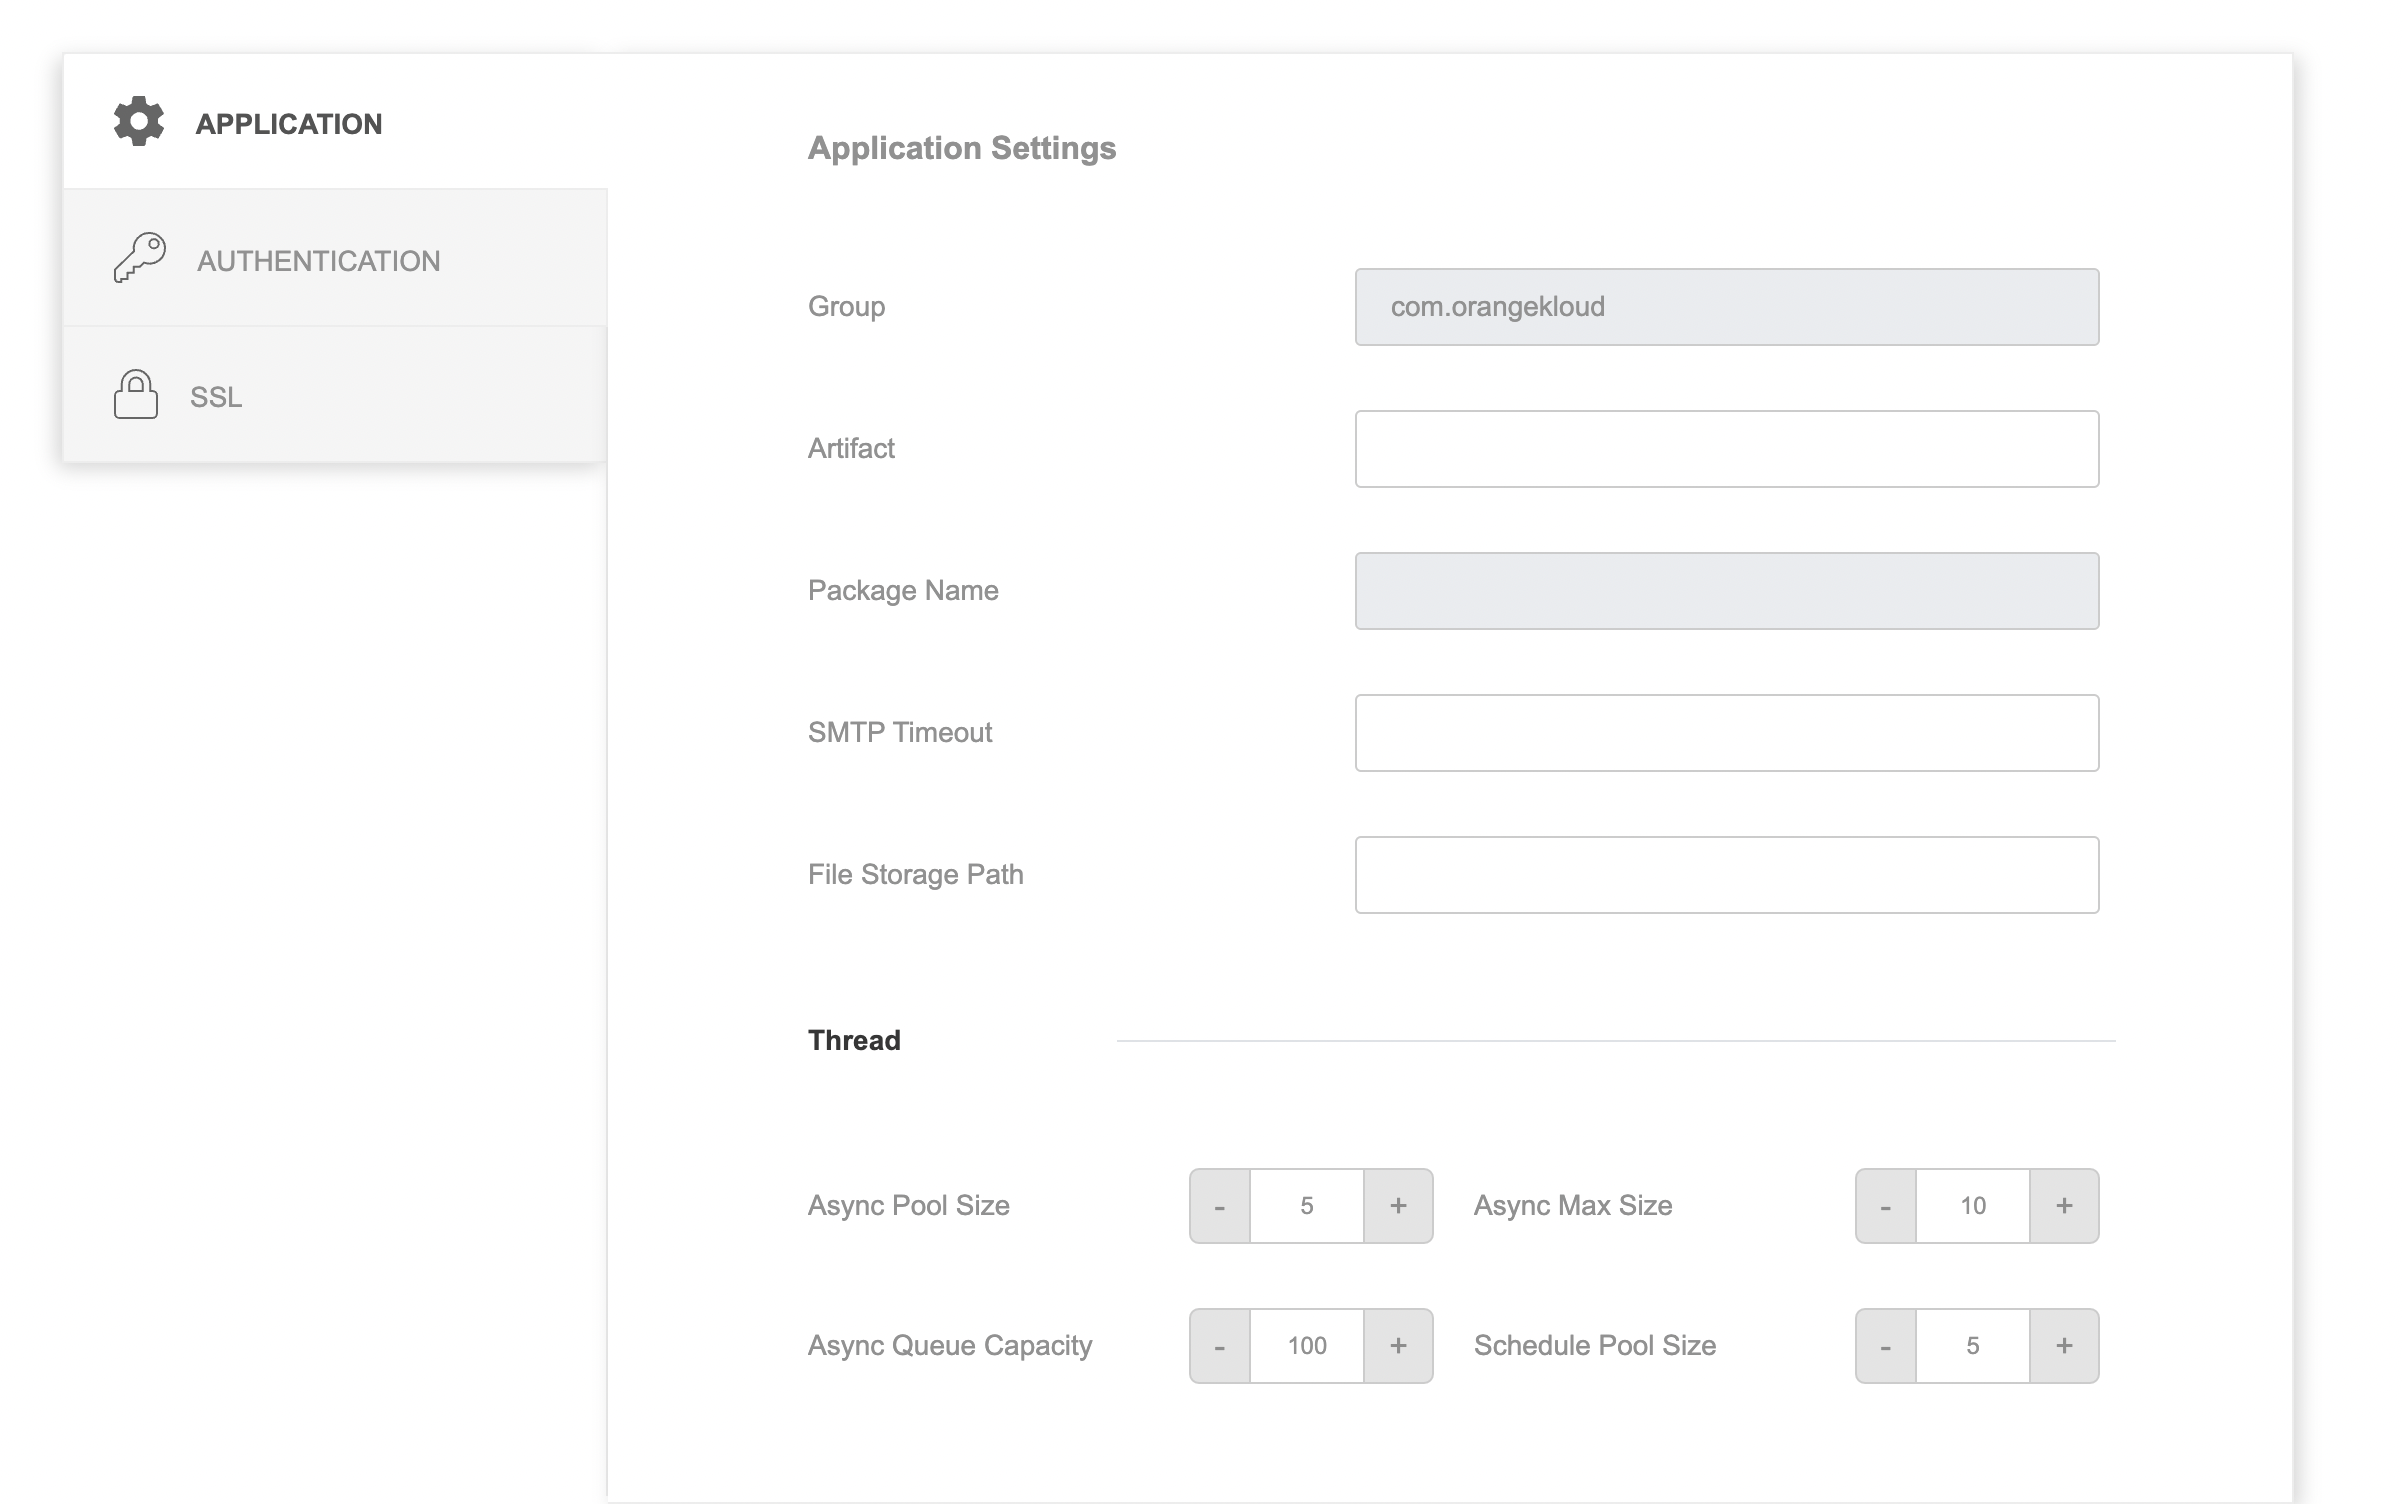 APPLICATION
AUTHENTICATION
SSL
Application Settings
Group
com.orangekloud
Artifact
Package Name
SMTP Timeout
File Storage Path
Thread
Async Pool Size - 5 + Async Max Size - 10 +
Async Queue Capacity - 100 + Schedule Pool Size - 5 +